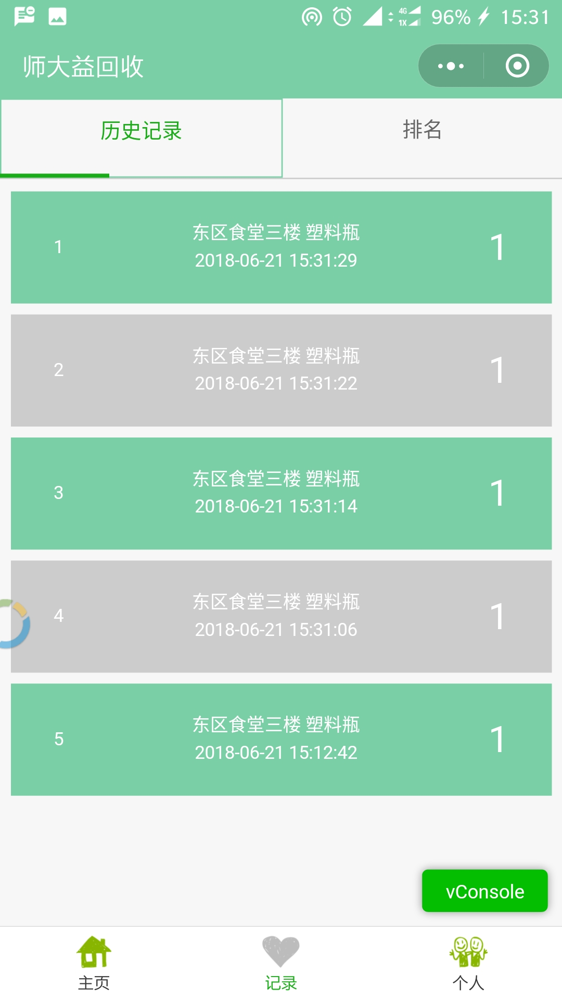 4G
1X
96%
15:31
师大益回收
历史记录
排名
1
东区食堂三楼 塑料瓶
2018-06-21 15:31:29
1
2
东区食堂三楼 塑料瓶
2018-06-21 15:31:22
1
3
东区食堂三楼 塑料瓶
2018-06-21 15:31:14
1
4
东区食堂三楼 塑料瓶
2018-06-21 15:31:06
1
5
东区食堂三楼 塑料瓶
2018-06-21 15:12:42
1
vConsole
主页
记录
个人